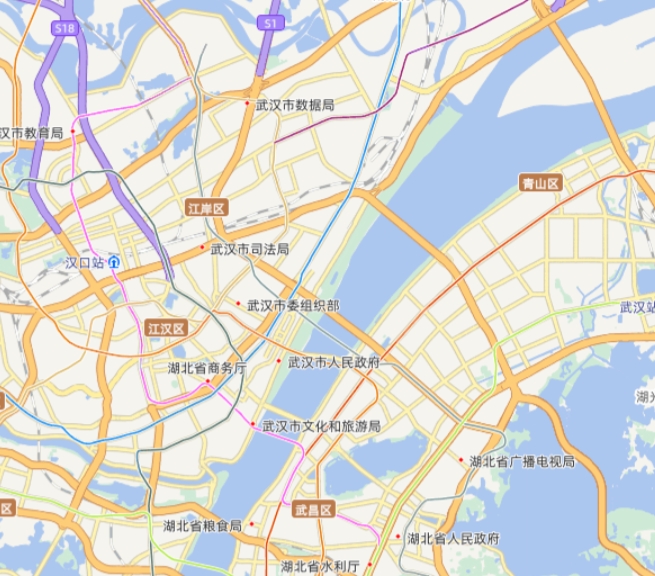 S18
S1
武汉市数据局
汉市教育局
青山区
江岸区
武汉市司法局
汉口站
武汉市委组织部
武汉站
江汉区
武汉市人民政府
湖北省商务厅
武汉市文化和旅游局
湖北省广播电视局
区
武昌区
湖北省粮食局
湖北省人民政府
湖北省水利厅